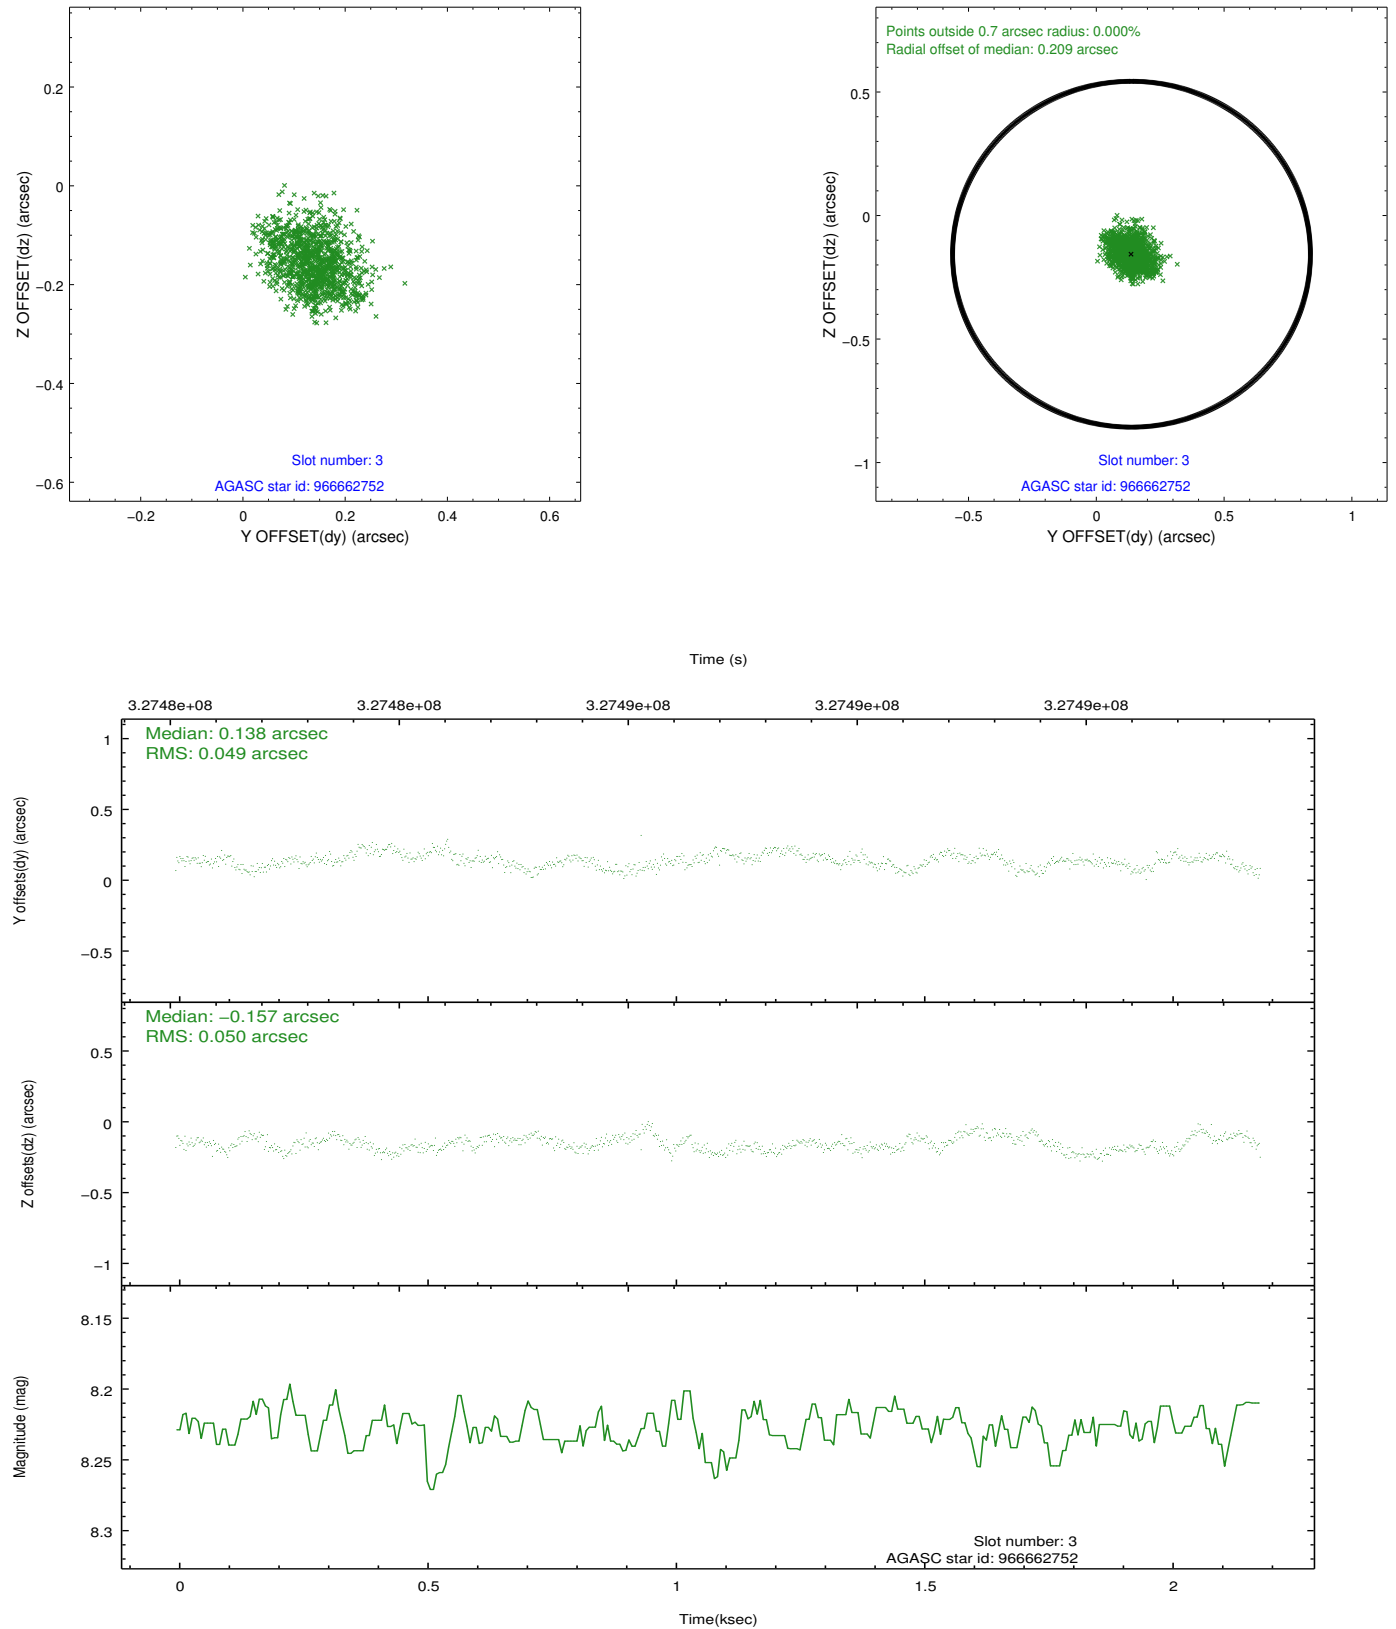 0.2
0
−0.2
−0.4
−0.6
Z OFFSET(dz) (arcsec)
Slot number: 3
AGASC star id: 966662752
−0.2
0
0.2
0.4
0.6
Y OFFSET(dy) (arcsec)
Points outside 0.7 arcsec radius: 0.000%
Radial offset of median: 0.209 arcsec
0.5
0
−0.5
−1
Z OFFSET(dz) (arcsec)
Slot number: 3
AGASC star id: 966662752
−0.5
0
0.5
1
Y OFFSET(dy) (arcsec)
Time (s)
3.2748e+08
3.2748e+08
3.2749e+08
3.2749e+08
3.2749e+08
Median: 0.138 arcsec
RMS: 0.049 arcsec
1
0.5
0
−0.5
Y offsets(dy) (arcsec)
Median: −0.157 arcsec
RMS: 0.050 arcsec
0.5
0
−0.5
−1
Z offsets(dz) (arcsec)
8.15
8.2
8.25
8.3
Magnitude (mag)
Slot number: 3
AGASC star id: 966662752
0
0.5
1
1.5
2
Time(ksec)